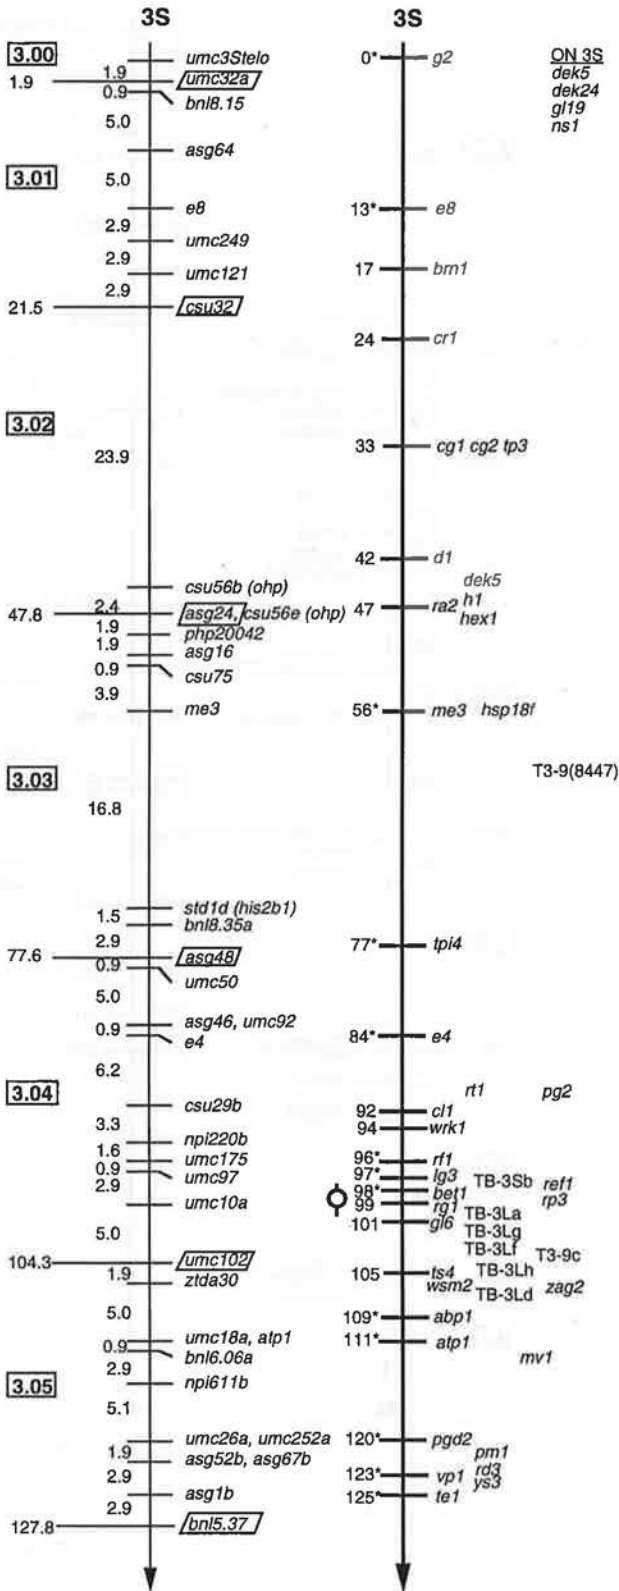 3S
3.00
umc3Stelo
1.9
1.9
umc32a
0.9
bnl8.15
5.0
asg64
3.01
5.0
e8
2.9
umc249
2.9
umc121
2.9
21.5
csu32
3.02
23.9
csu56b (ohp)
2.4
47.8
asg24, csu56e (ohp)
1.9
php20042
1.9
asg16
0.9
csu75
3.9
me3
3.03
16.8
std1d (his2b1)
1.5
bnl8.35a
2.9
77.6
asg48
0.9
umc50
5.0
asg46, umc92
0.9
e4
6.2
3.04
csu29b
3.3
npi220b
1.6
umc175
0.9
umc97
2.9
umc10a
5.0
104.3
umc102
1.9
ztda30
5.0
umc18a, atp1
0.9
bnl6.06a
2.9
3.05
npi611b
5.1
umc26a, umc252a
1.9
asg52b, asg67b
2.9
asg1b
2.9
127.8
bnl5.37
3S
0* g2
13* e8
17 brn1
24 cr1
33 cg1 cg2 tp3
42 d1
dek5
47 ra2 h1
hex1
56* me3 hsp18f
T3-9(8447)
77* tpi4
84* e4
rt1 pg2
92 cl1
94 wrk1
96* rf1
97* lg3 TB-3Sb ref1
98* bet1 rp3
99 rg1 TB-3La
101 gl6 TB-3Lg
TB-3Lf T3-9c
105 ts4 TB-3Lh
wsm2 TB-3Ld zag2
109* abp1
111* atp1
mv1
120* pgd2
pm1
123* vp1 rd3
ys3
125* te1
ON 3S
dek5
dek24
gl19
ns1